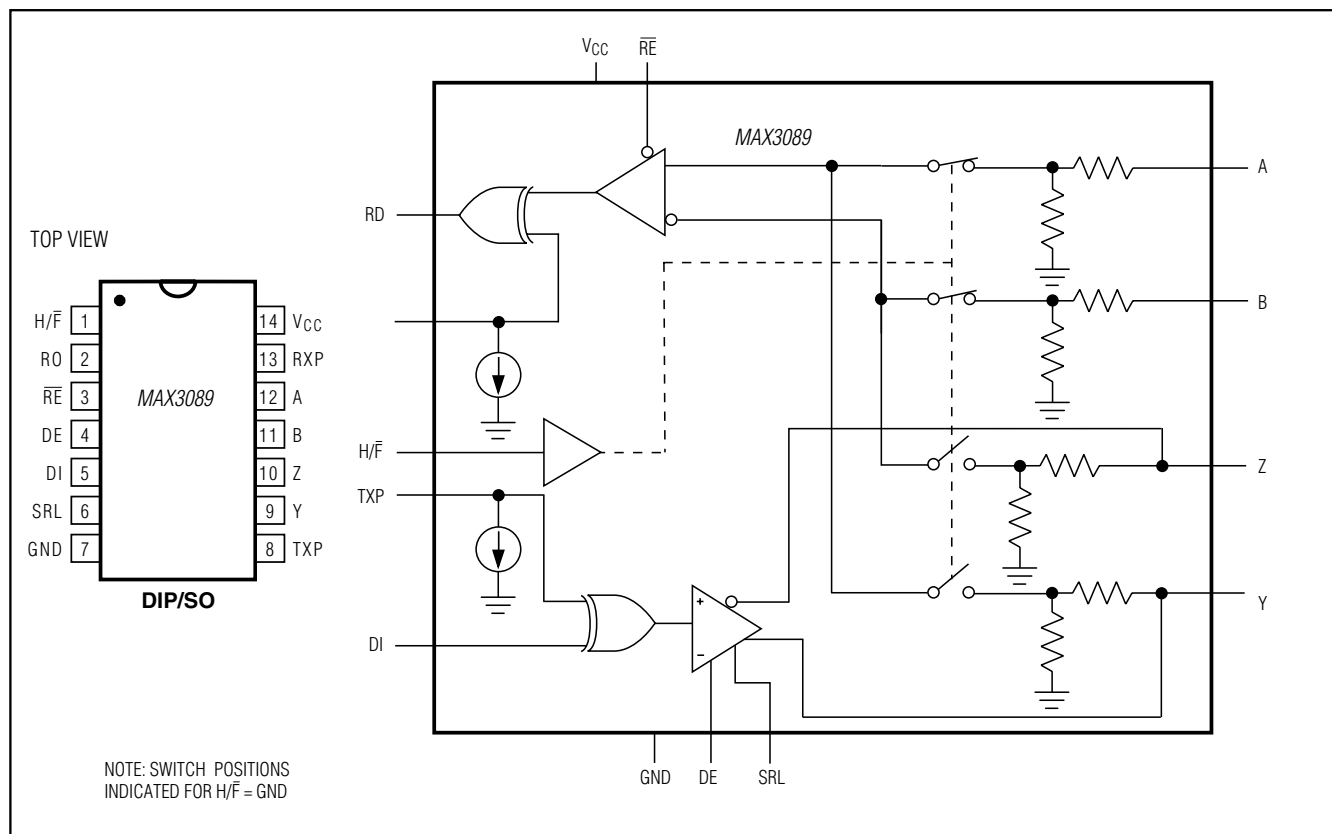 TOP VIEW
H/F̅ 1
RO 2
R̅E̅ 3
DE 4
DI 5
SRL 6
GND 7
MAX3089
14 VCC
13 RXP
12 A
11 B
10 Z
9 Y
8 TXP
DIP/SO
NOTE: SWITCH POSITIONS
INDICATED FOR H/F̅ = GND
VCC
R̅E̅
MAX3089
RD
H/F̅
TXP
DI
+
−
A
B
Z
Y
GND
DE
SRL